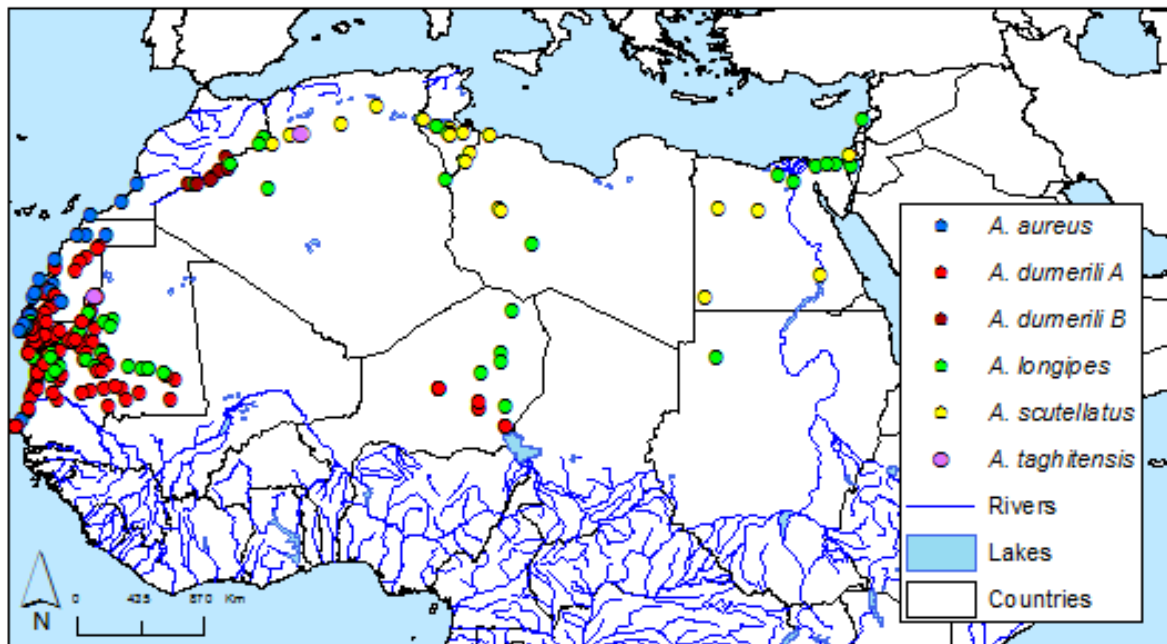 A. aureus
A. dumerili A
A. dumerili B
A. longipes
A. scutellatus
A. taghitensis
Rivers
Lakes
Countries
N
0 435 870 Km